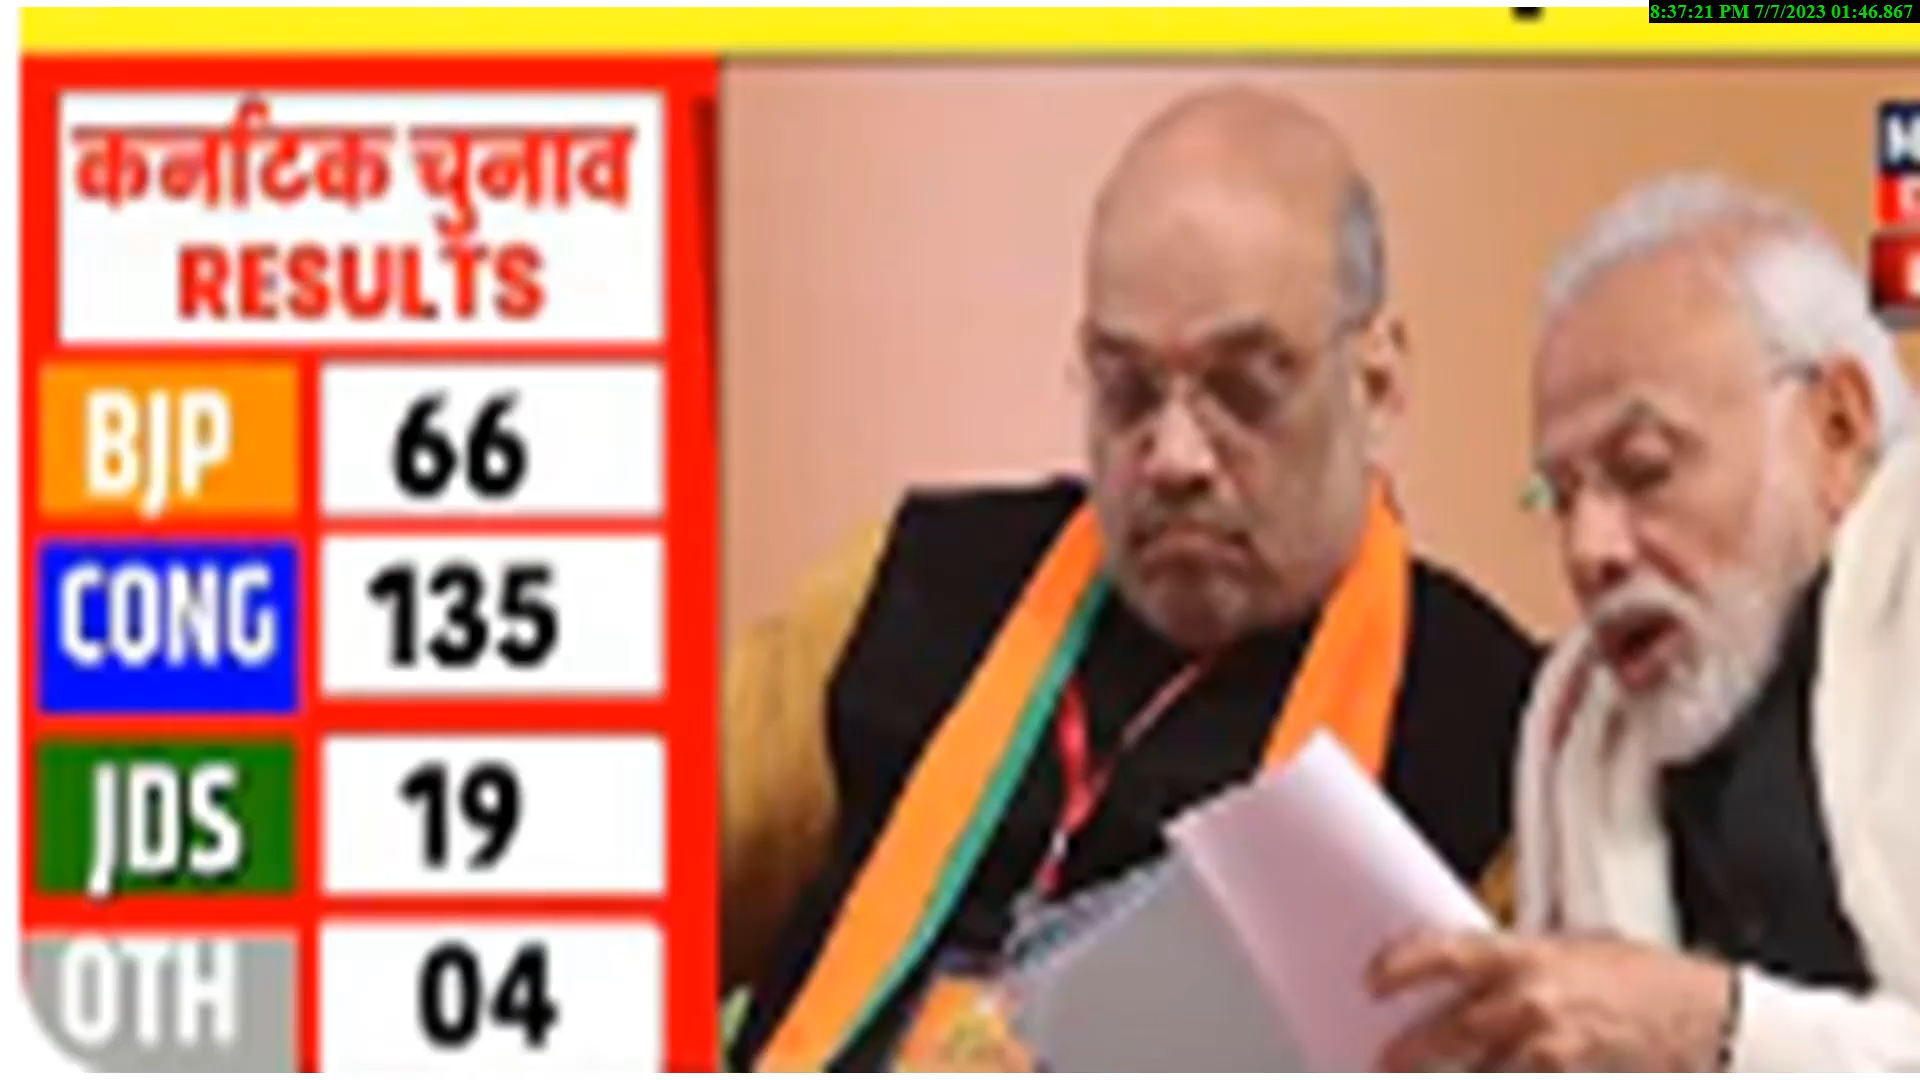 8:37:21 PM 7/7/2023 01:46.867
कर्नाटक चुनाव
RESULTS
BJP 66
CONG 135
JDS 19
OTH 04